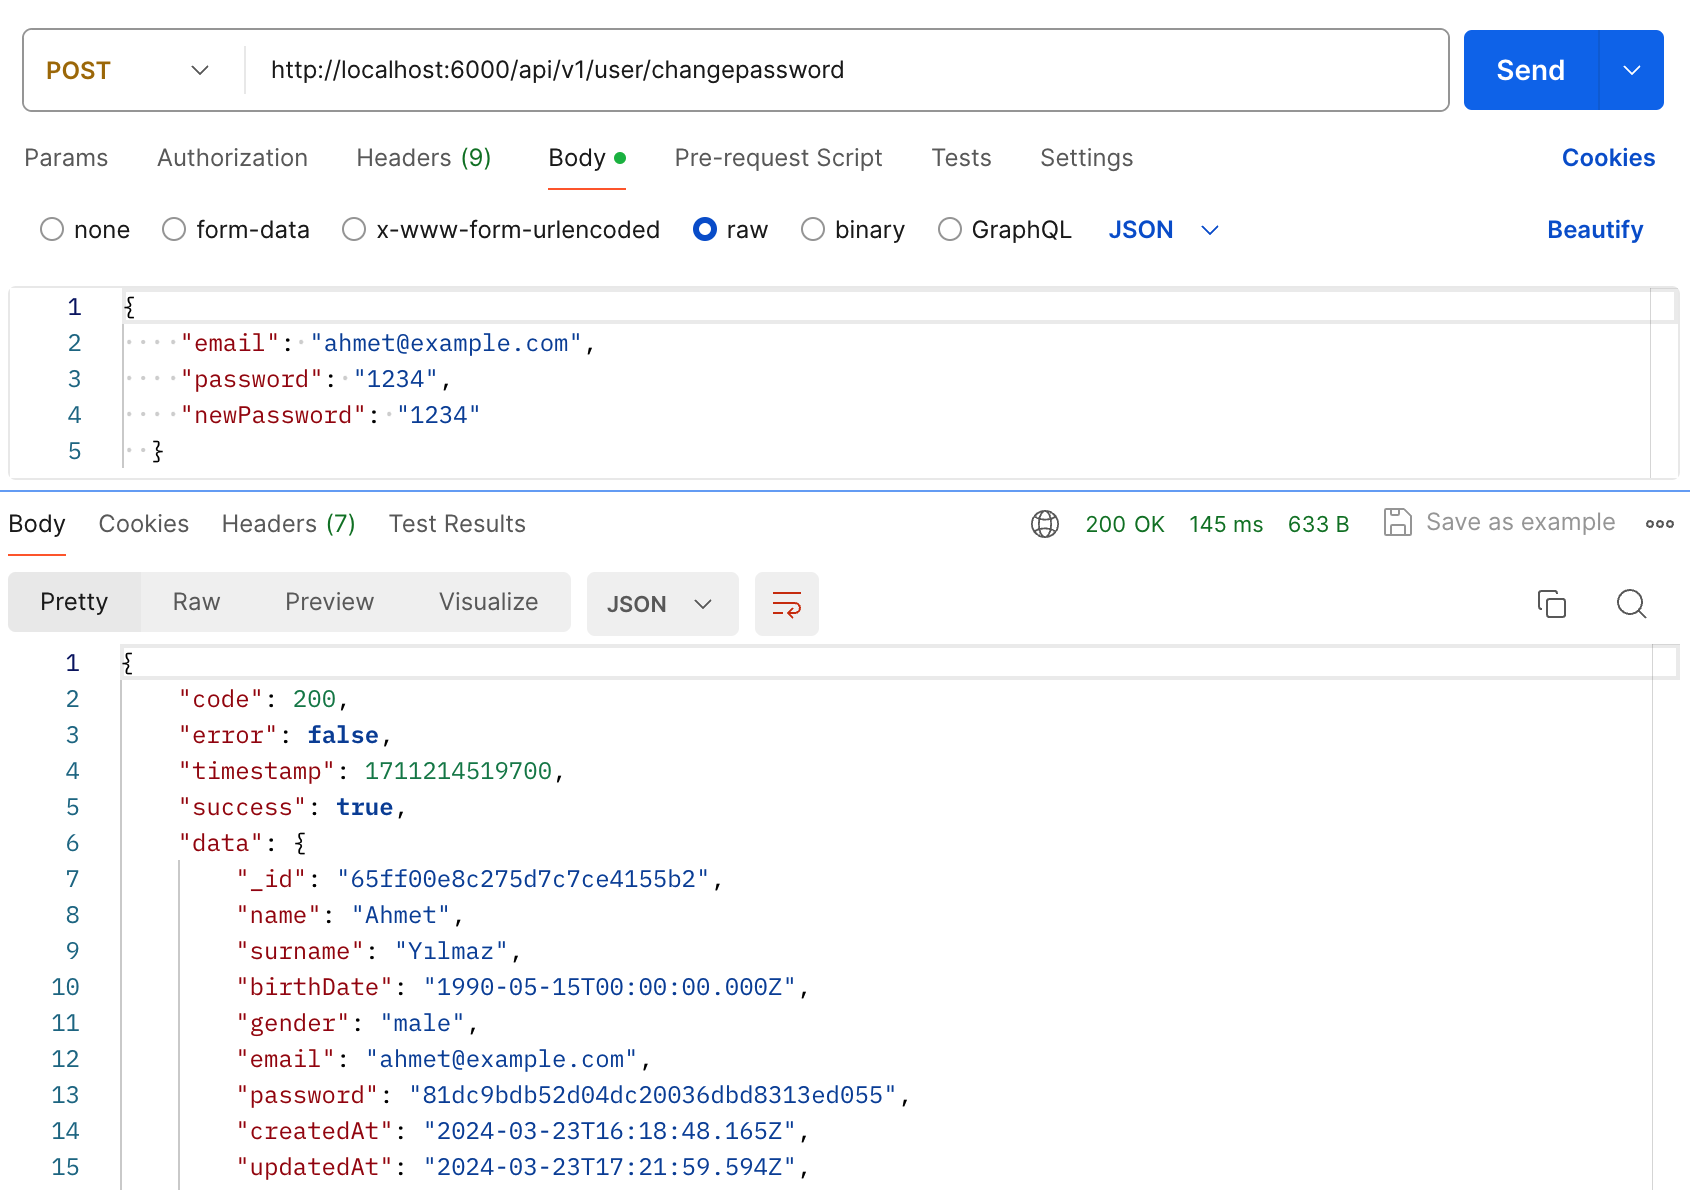 POST http://localhost:6000/api/v1/user/changepassword Send
Params Authorization Headers (9) Body Pre-request Script Tests Settings Cookies
none form-data x-www-form-urlencoded raw binary GraphQL JSON Beautify
1 {
2 "email": "ahmet@example.com",
3 "password": "1234",
4 "newPassword": "1234"
5 }
Body Cookies Headers (7) Test Results 200 OK 145 ms 633 B Save as example
Pretty Raw Preview Visualize JSON
1 {
2 "code": 200,
3 "error": false,
4 "timestamp": 1711214519700,
5 "success": true,
6 "data": {
7 "_id": "65ff00e8c275d7c7ce4155b2",
8 "name": "Ahmet",
9 "surname": "Yılmaz",
10 "birthDate": "1990-05-15T00:00:00.000Z",
11 "gender": "male",
12 "email": "ahmet@example.com",
13 "password": "81dc9bdb52d04dc20036dbd8313ed055",
14 "createdAt": "2024-03-23T16:18:48.165Z",
15 "updatedAt": "2024-03-23T17:21:59.594Z",